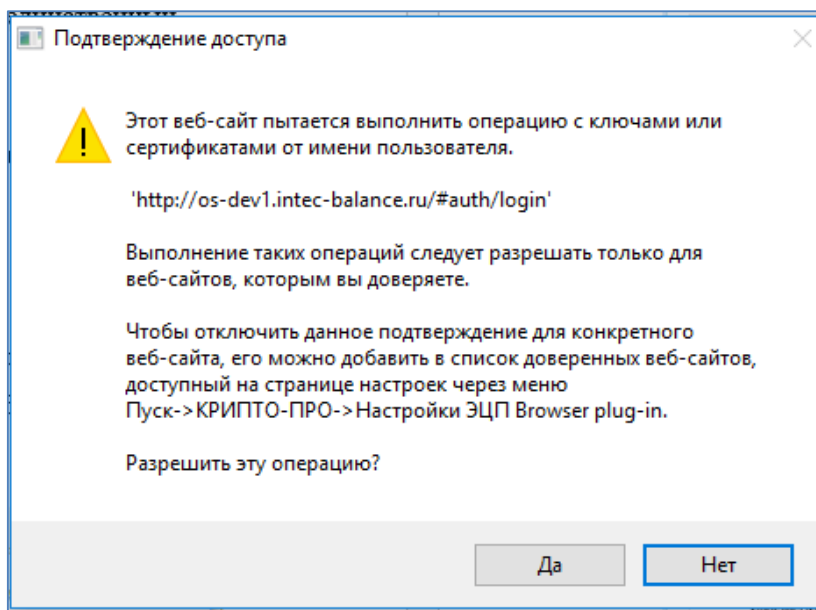 Подтверждение доступа
Этот веб-сайт пытается выполнить операцию с ключами или
сертификатами от имени пользователя.
'http://os-dev1.intec-balance.ru/#auth/login'
Выполнение таких операций следует разрешать только для
веб-сайтов, которым вы доверяете.
Чтобы отключить данное подтверждение для конкретного
веб-сайта, его можно добавить в список доверенных веб-сайтов,
доступный на странице настроек через меню
Пуск->КРИПТО-ПРО->Настройки ЭЦП Browser plug-in.
Разрешить эту операцию?
Да
Нет